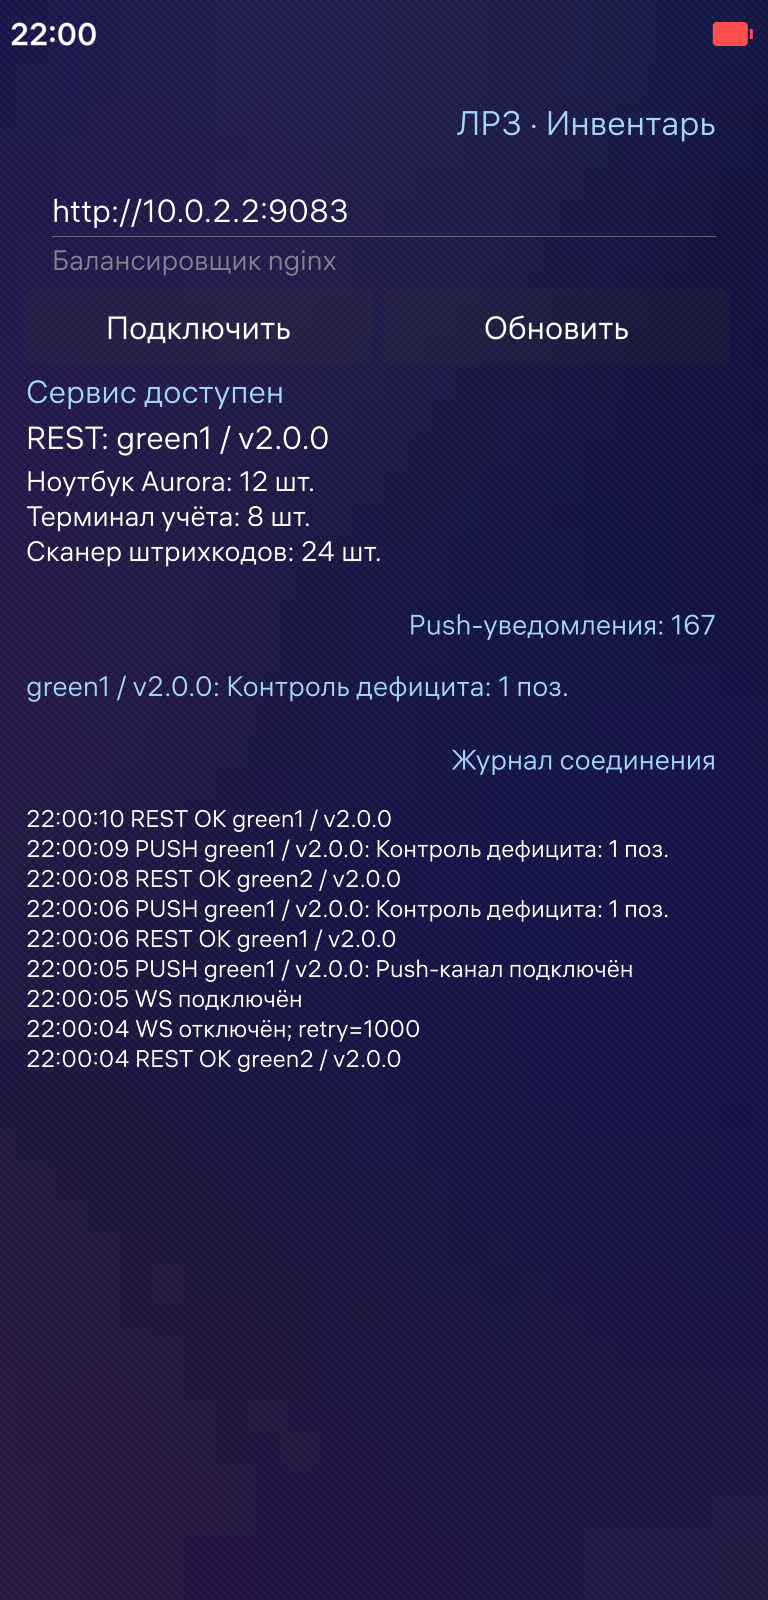 22:00
ЛР3 · Инвентарь
http://10.0.2.2:9083
Балансировщик nginx
Подключить
Обновить
Сервис доступен
REST: green1 / v2.0.0
Ноутбук Aurora: 12 шт.
Терминал учёта: 8 шт.
Сканер штрихкодов: 24 шт.
Push-уведомления: 167
green1 / v2.0.0: Контроль дефицита: 1 поз.
Журнал соединения
22:00:10 REST OK green1 / v2.0.0
22:00:09 PUSH green1 / v2.0.0: Контроль дефицита: 1 поз.
22:00:08 REST OK green2 / v2.0.0
22:00:06 PUSH green1 / v2.0.0: Контроль дефицита: 1 поз.
22:00:06 REST OK green1 / v2.0.0
22:00:05 PUSH green1 / v2.0.0: Push-канал подключён
22:00:05 WS подключён
22:00:04 WS отключён; retry=1000
22:00:04 REST OK green2 / v2.0.0